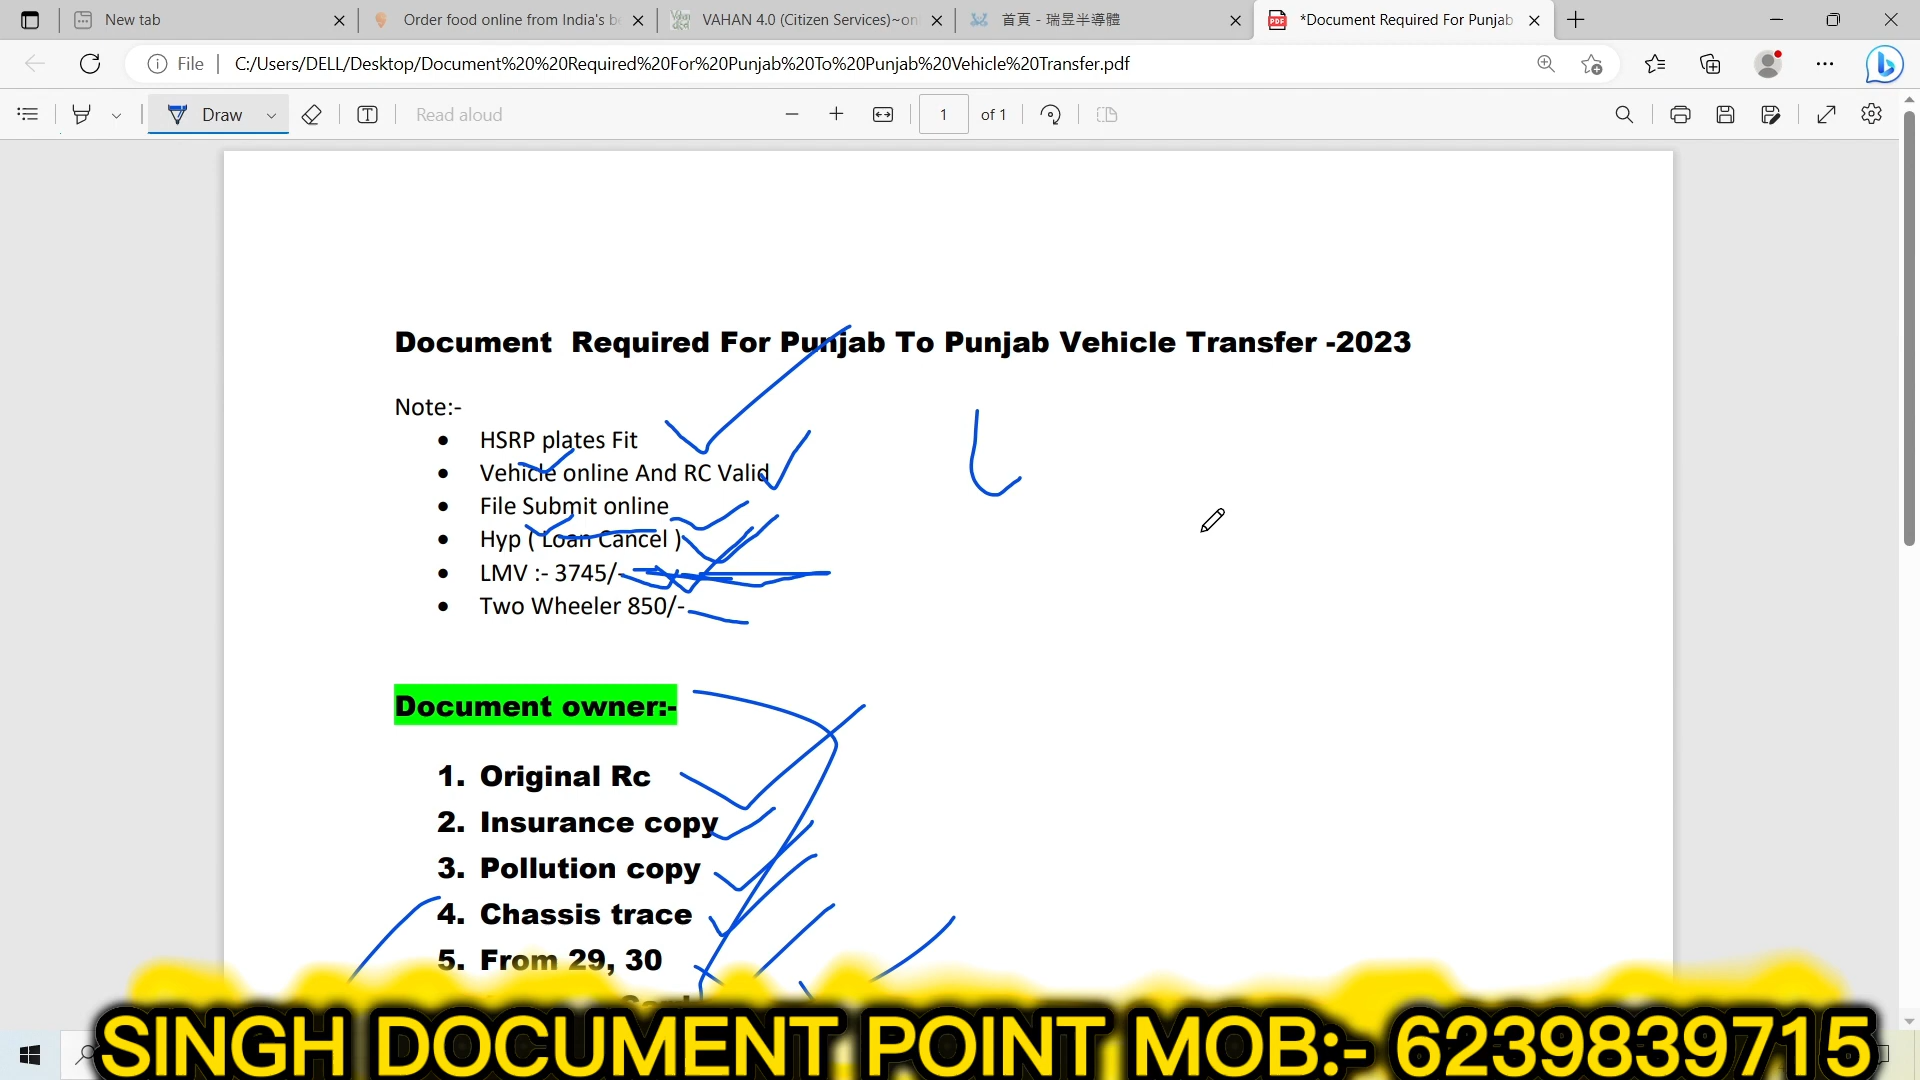 New tab
Order food online from India's b
VAHAN 4.0 (Citizen Services)~on
首頁 - 瑞昱半導體
*Document Required For Punjab
File
C:/Users/DELL/Desktop/Document%20%20Required%20For%20Punjab%20To%20Punjab%20Vehicle%20Transfer.pdf
Draw
Read aloud
1 of 1
Document Required For Punjab To Punjab Vehicle Transfer -2023
Note:-
• HSRP plates Fit
• Vehicle online And RC Valid
• File Submit online
• Hyp ( Loan Cancel )
• LMV :- 3745/-
• Two Wheeler 850/-
Document owner:-
1. Original Rc
2. Insurance copy
3. Pollution copy
4. Chassis trace
5. From 29, 30
SINGH DOCUMENT POINT MOB:- 6239839715